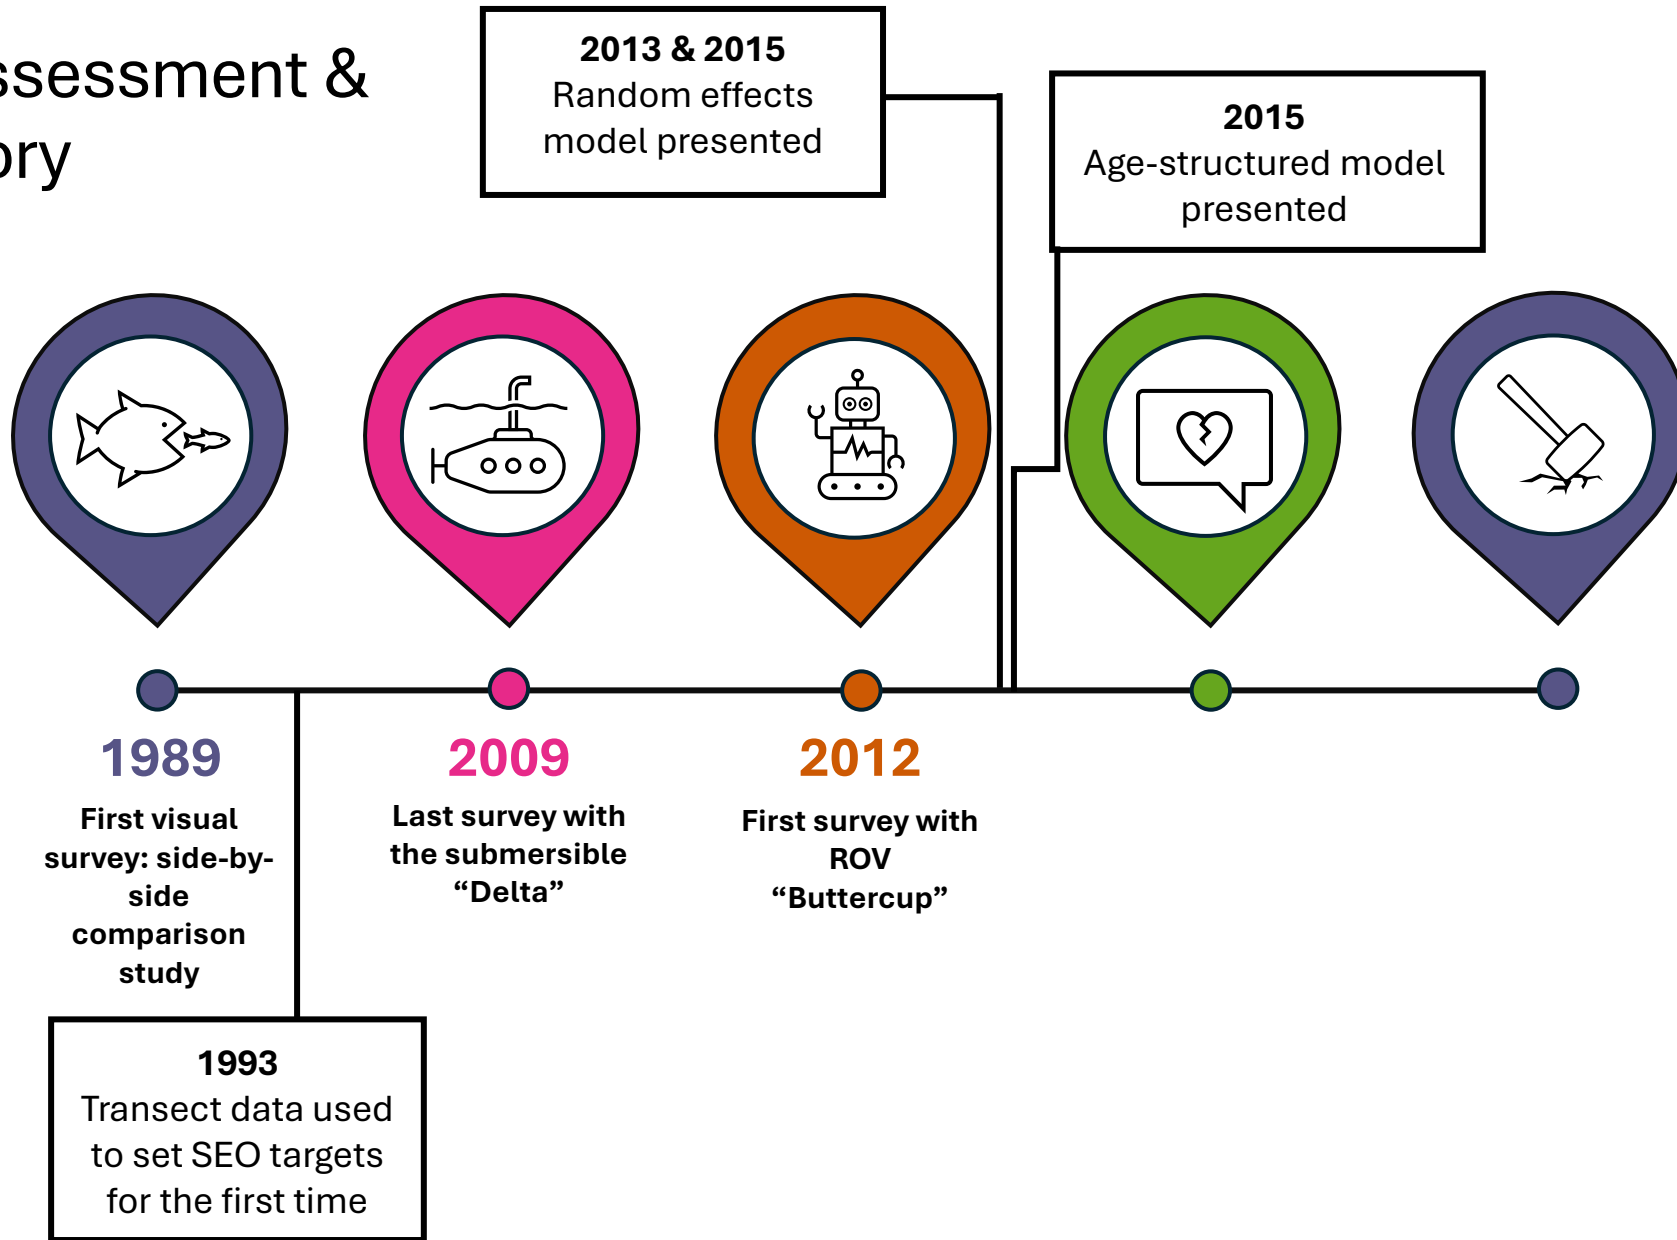 ssessment &
ory
2013 & 2015
Random effects
model presented
2015
Age-structured model
presented
1989
First visual
survey: side-by-
side
comparison
study
2009
Last survey with
the submersible
“Delta”
2012
First survey with
ROV
“Buttercup”
1993
Transect data used
to set SEO targets
for the first time